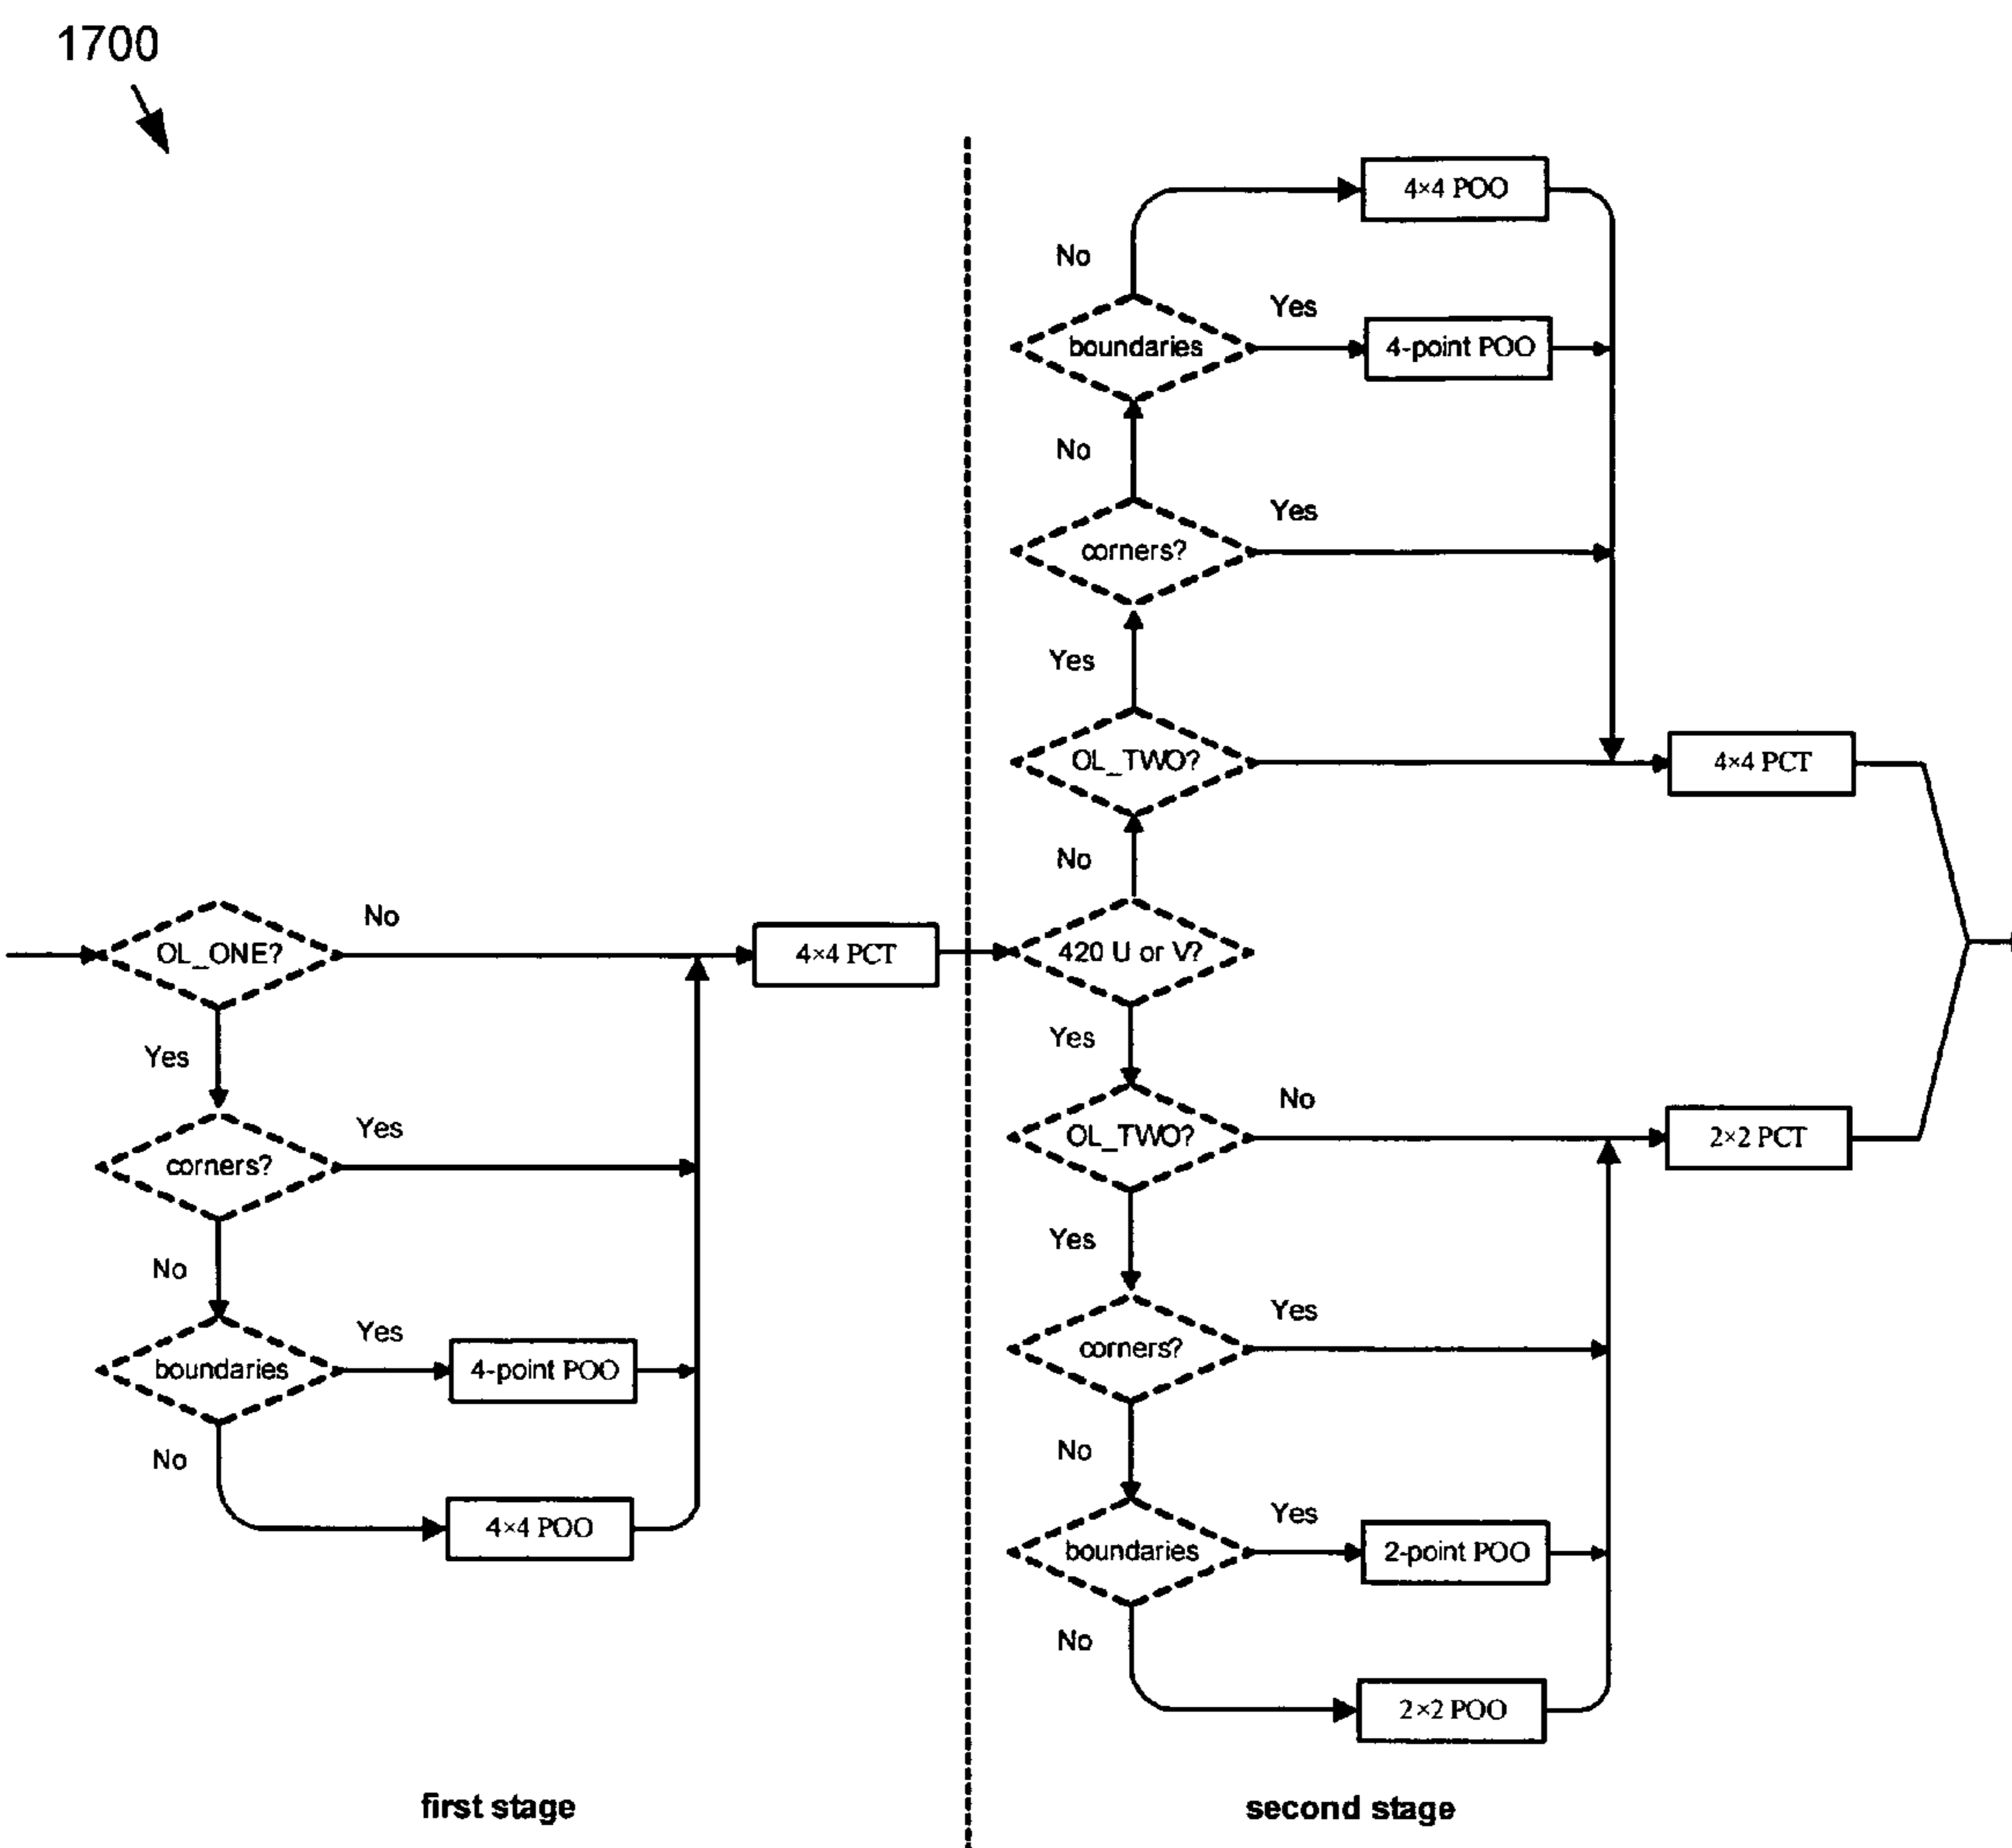 1700
OL_ONE?
No
Yes
corners?
Yes
No
boundaries
Yes
4-point POO
No
4×4 POO
4×4 PCT
first stage
4×4 POO
No
boundaries
Yes
4-point POO
No
corners?
Yes
Yes
OL_TWO?
4×4 PCT
No
420 U or V?
Yes
OL_TWO?
No
2×2 PCT
Yes
corners?
Yes
No
boundaries
Yes
2-point POO
No
2×2 POO
second stage